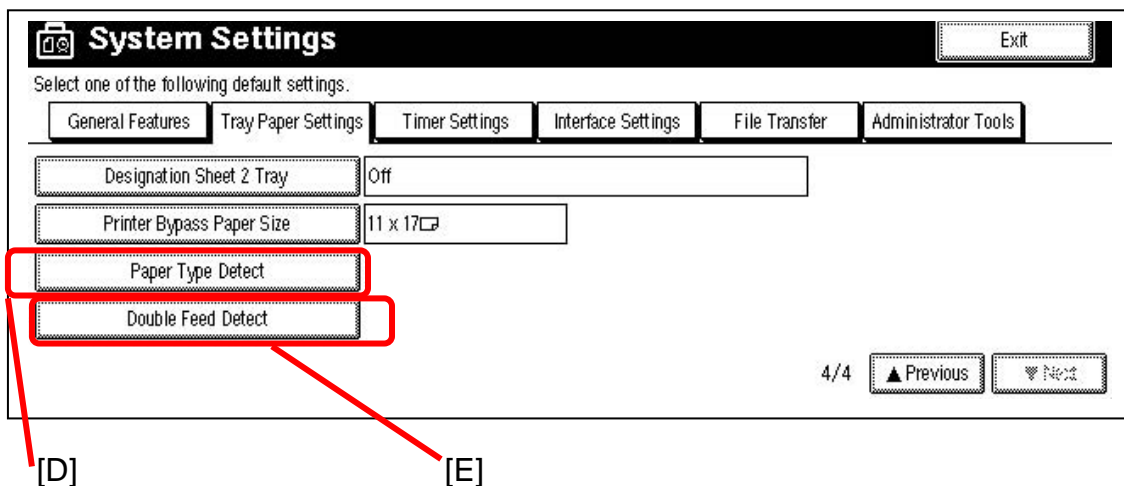 System Settings
Exit
Select one of the following default settings.
General Features Tray Paper Settings Timer Settings Interface Settings File Transfer Administrator Tools
Designation Sheet 2 Tray Off
Printer Bypass Paper Size 11 x 17
Paper Type Detect
Double Feed Detect
4/4 ▲ Previous ▼ Next
[D] [E]